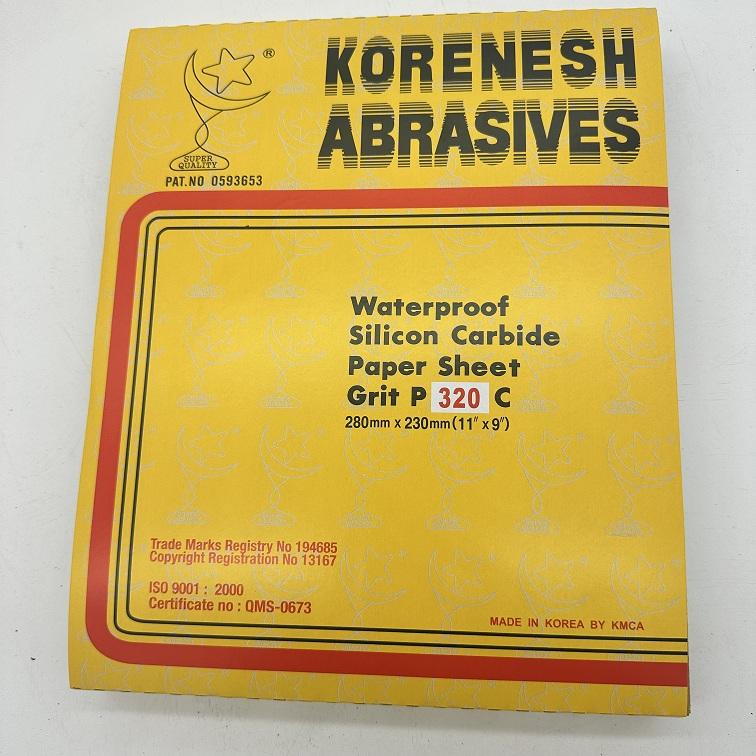 ®
KORENESH
ABRASIVES
SUPER
QUALITY
PAT.NO 0593653
Waterproof
Silicon Carbide
Paper Sheet
Grit P 320 C
280mm x 230mm(11″ x 9″)
Trade Marks Registry No 194685
Copyright Registration No 13167
ISO 9001 : 2000
Certificate no : QMS-0673
MADE IN KOREA BY KMCA